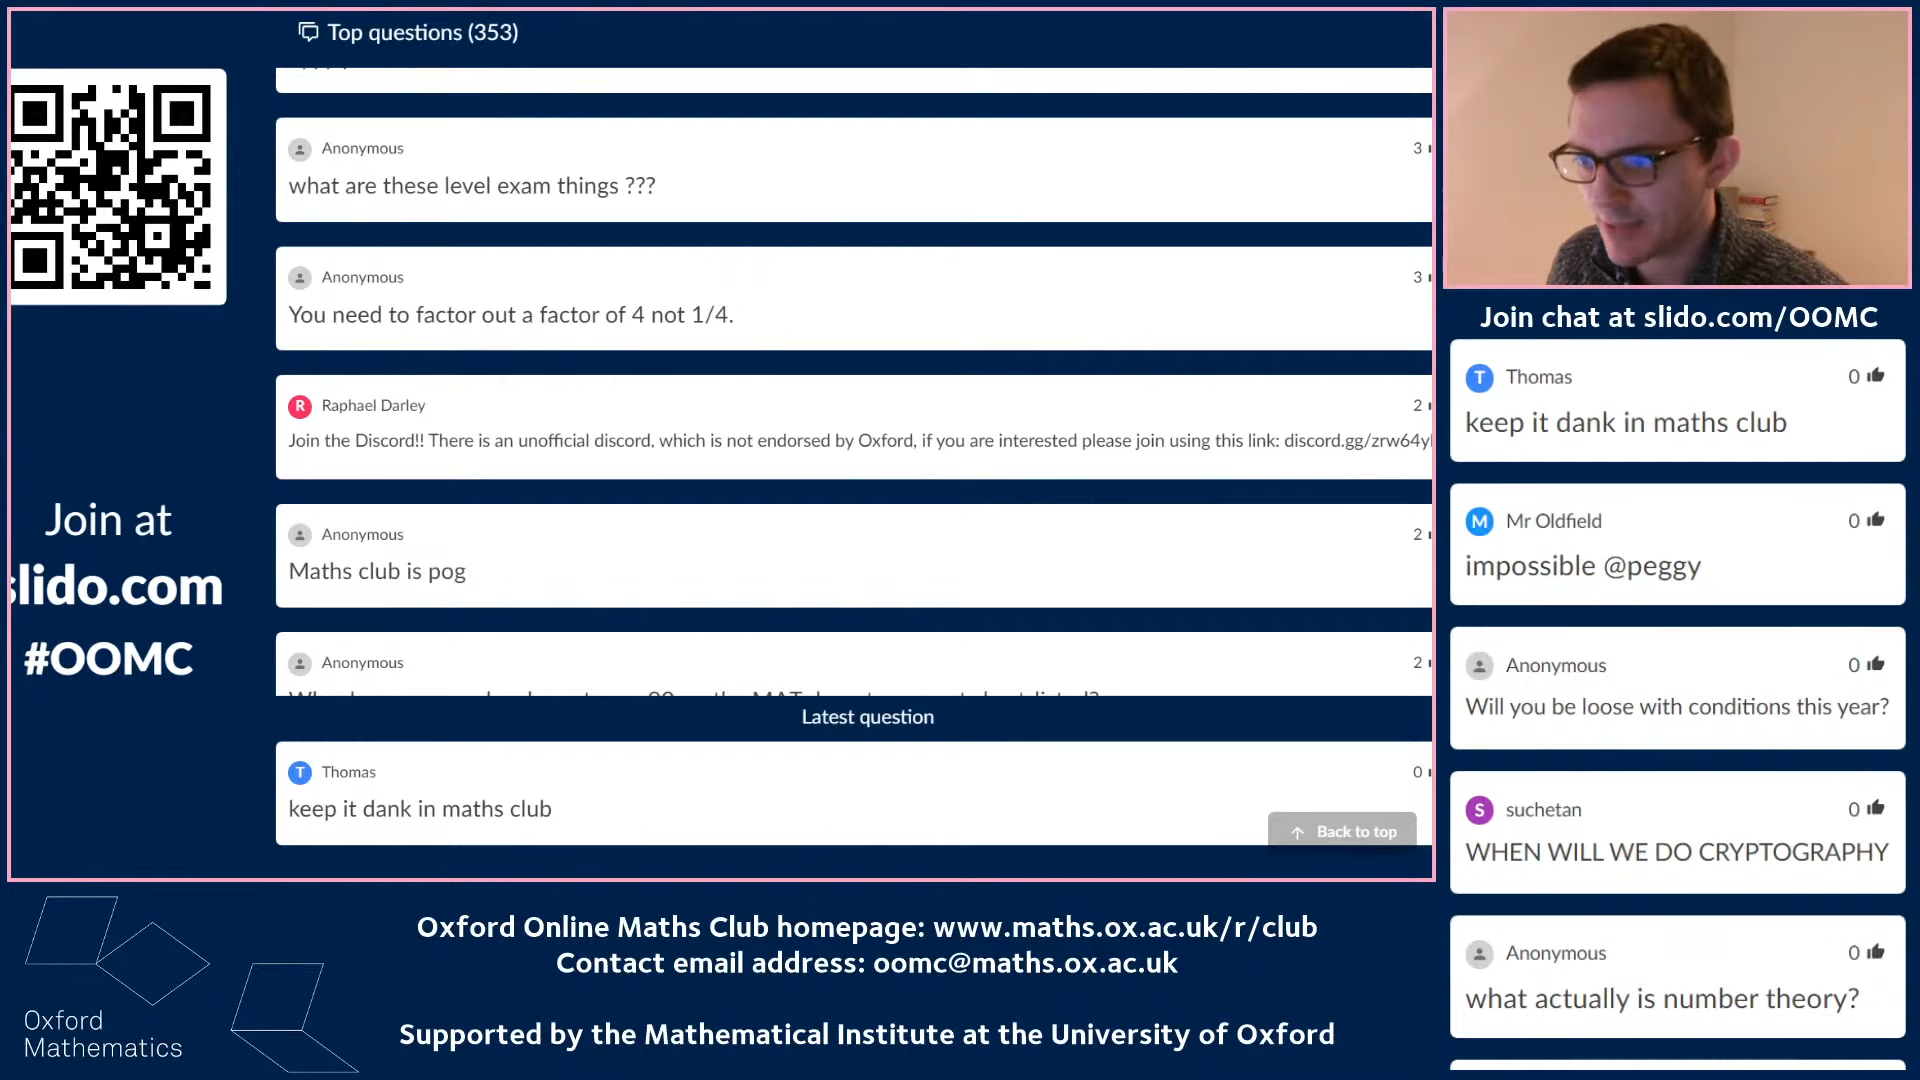 Top questions (353)
Anonymous
3
what are these level exam things ???
Anonymous
3
You need to factor out a factor of 4 not 1/4.
R
Raphael Darley
2
Join the Discord!! There is an unofficial discord, which is not endorsed by Oxford, if you are interested please join using this link: discord.gg/zrw64y
Anonymous
2
Maths club is pog
Anonymous
2
Join at
slido.com
#OOMC
Latest question
T
Thomas
0
keep it dank in maths club
Back to top
Join chat at slido.com/OOMC
T
Thomas
0
keep it dank in maths club
M
Mr Oldfield
0
impossible @peggy
Anonymous
0
Will you be loose with conditions this year?
S
suchetan
0
WHEN WILL WE DO CRYPTOGRAPHY
Anonymous
0
what actually is number theory?
Oxford
Mathematics
Oxford Online Maths Club homepage: www.maths.ox.ac.uk/r/club
Contact email address: oomc@maths.ox.ac.uk
Supported by the Mathematical Institute at the University of Oxford